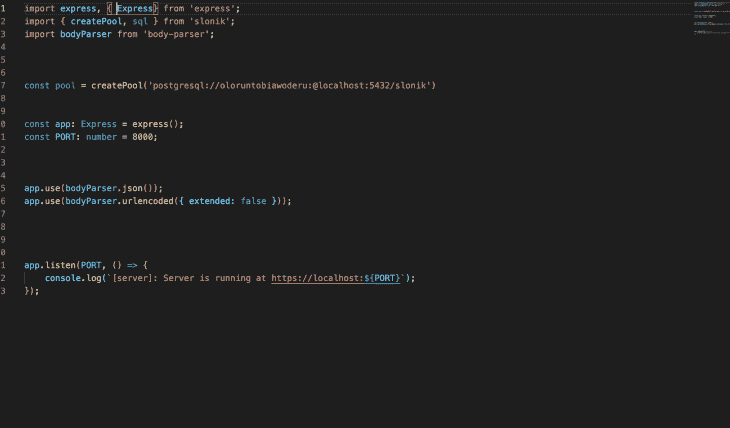 1 import express, { Express} from 'express';
2 import { createPool, sql } from 'slonik';
3 import bodyParser from 'body-parser';
4
5
6
7 const pool = createPool('postgresql://oloruntobiawoderu:@localhost:5432/slonik')
8
9
0 const app: Express = express();
1 const PORT: number = 8000;
2
3
4
5 app.use(bodyParser.json());
6 app.use(bodyParser.urlencoded({ extended: false }));
7
8
9
0
1 app.listen(PORT, () => {
2 console.log(`[server]: Server is running at https://localhost:${PORT}`);
3 });